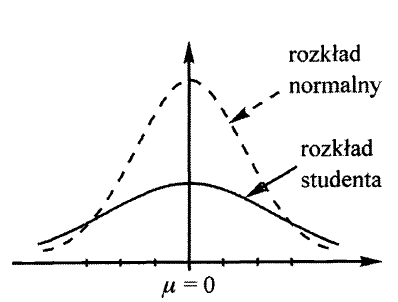 rozkład
normalny
rozkład
studenta
μ = 0